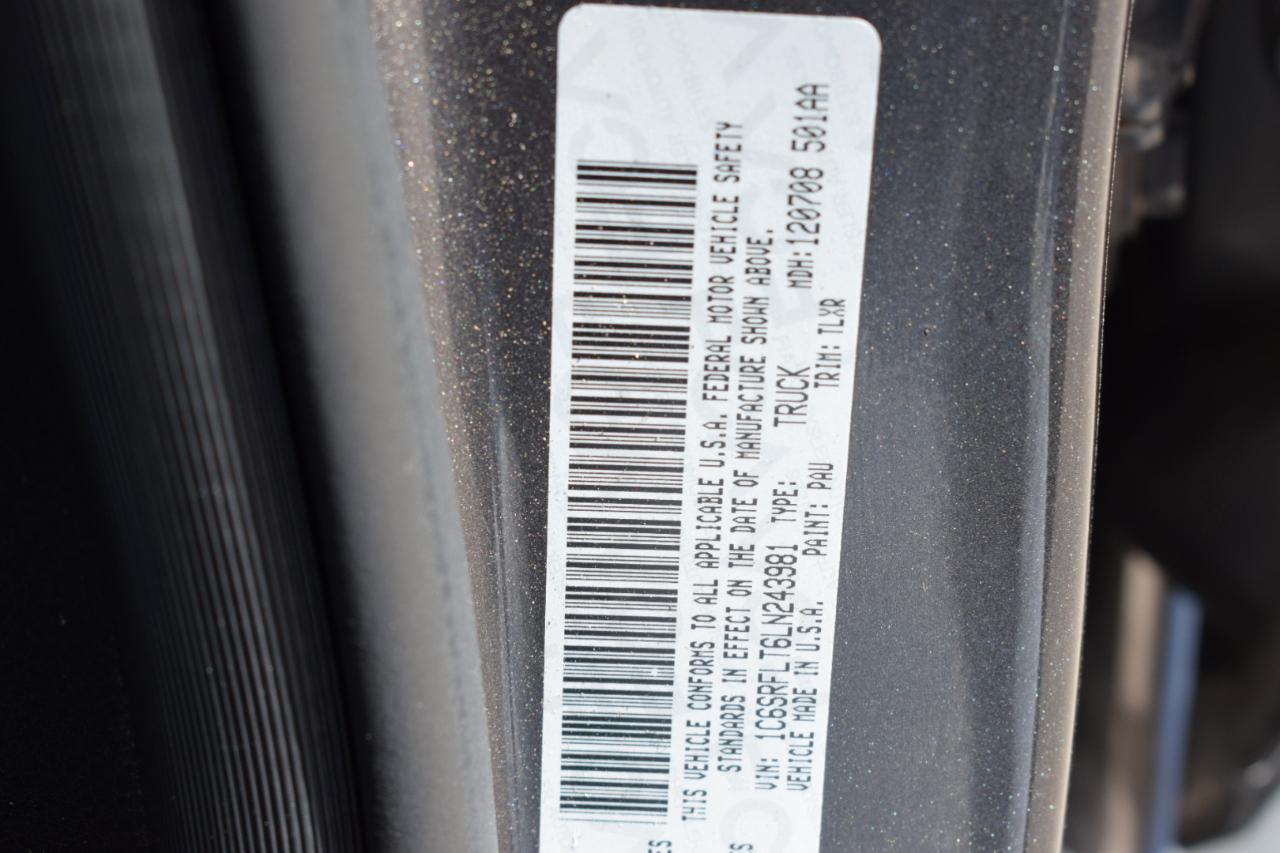 THIS VEHICLE CONFORMS TO ALL APPLICABLE U.S.A. FEDERAL MOTOR VEHICLE SAFETY
STANDARDS IN EFFECT ON THE DATE OF MANUFACTURE SHOWN ABOVE.
VIN: 1C6SRFLT6LN243981 TYPE: TRUCK MDH: 120708 501AA
VEHICLE MADE IN U.S.A. PAINT: PAU TRIM: TLXR